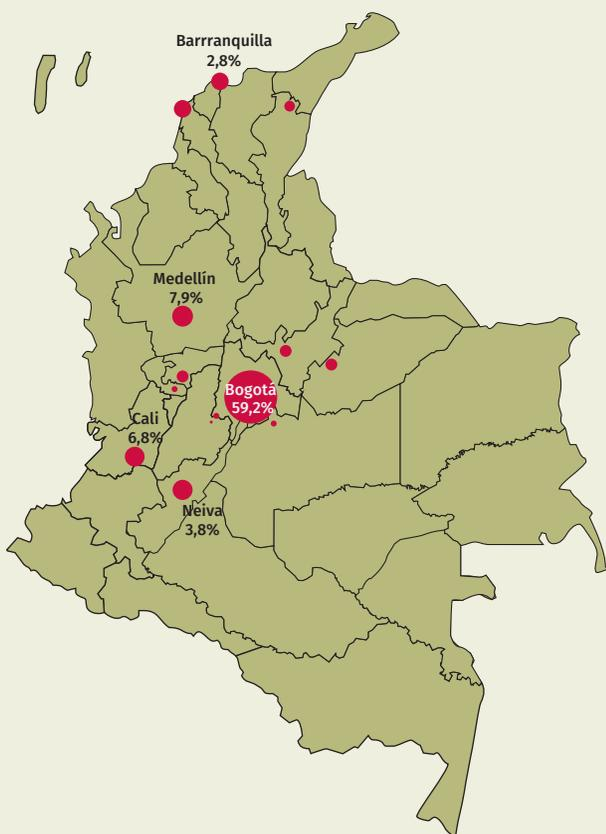 Barrranquilla
2,8%
Medellín
7,9%
Bogotá
59,2%
Cali
6,8%
Neiva
3,8%